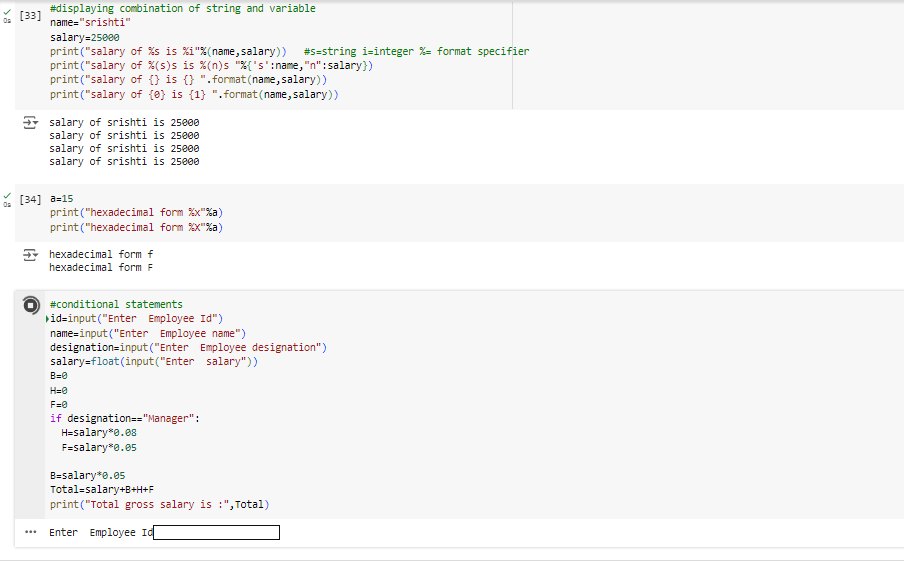 #displaying combination of string and variable
[33] name="srishti"
0s
salary=25000
print("salary of %s is %i"%(name,salary))   #s=string i=integer %= format specifier
print("salary of %(s)s is %(n)s "%{'s':name,"n":salary})
print("salary of {} is {} ".format(name,salary))
print("salary of {0} is {1} ".format(name,salary))
salary of srishti is 25000
salary of srishti is 25000
salary of srishti is 25000
salary of srishti is 25000
[34] a=15
0s
print("hexadecimal form %x"%a)
print("hexadecimal form %X"%a)
hexadecimal form f
hexadecimal form F
#conditional statements
id=input("Enter  Employee Id")
name=input("Enter  Employee name")
designation=input("Enter  Employee designation")
salary=float(input("Enter  salary"))
B=0
H=0
F=0
if designation=="Manager":
  H=salary*0.08
  F=salary*0.05
B=salary*0.05
Total=salary+B+H+F
print("Total gross salary is :",Total)
... Enter  Employee Id